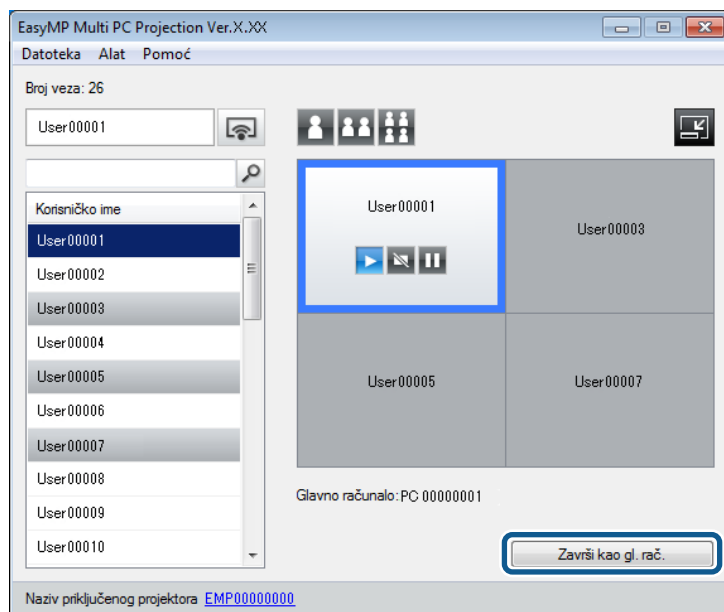 EasyMP Multi PC Projection Ver.X.XX
Datoteka Alat Pomoć
Broj veza: 26
User00001
Korisničko ime
User00001
User00002
User00003
User00004
User00005
User00006
User00007
User00008
User00009
User00010
User00001
User00003
User00005
User00007
Glavno računalo:PC 00000001
Završi kao gl. rač.
Naziv priključenog projektora EMP00000000